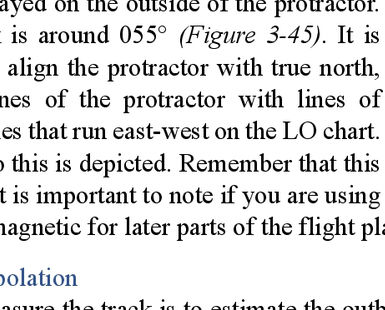 ayed on the outside of the protractor.
is around 055° (Figure 3-45). It is
align the protractor with true north,
nes of the protractor with lines of
es that run east-west on the LO chart.
this is depicted. Remember that this
t is important to note if you are using
magnetic for later parts of the flight pla
polation
asure the track is to estimate the outb